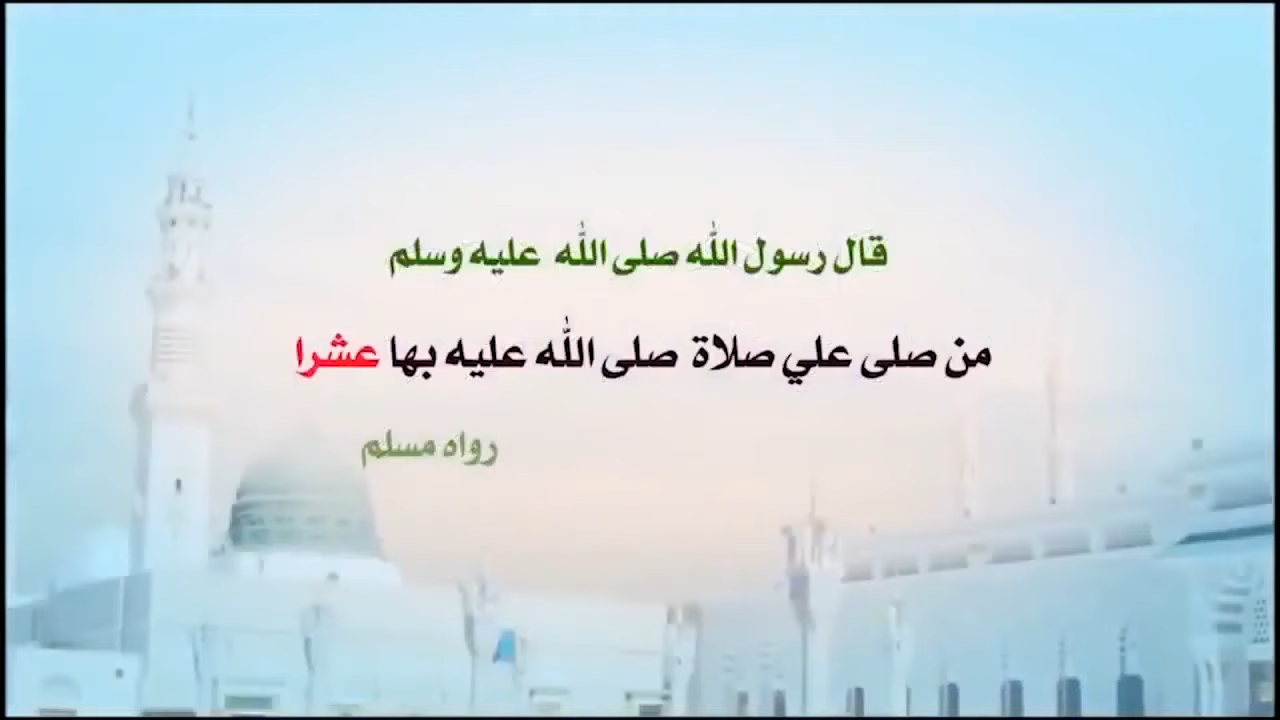 قال رسول الله صلى الله عليه وسلم
من صلى علي صلاة صلى الله عليه بها عشرا
رواه مسلم